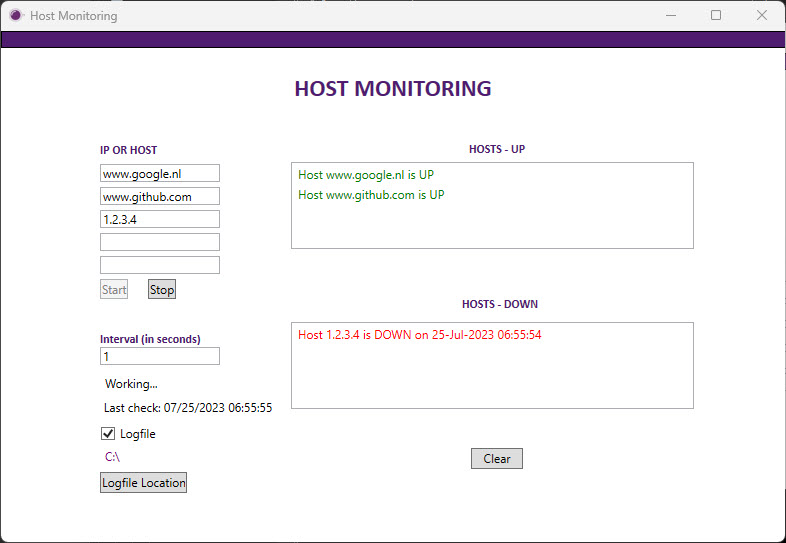 Host Monitoring
HOST MONITORING
IP OR HOST
www.google.nl
www.github.com
1.2.3.4
Start
Stop
Interval (in seconds)
1
Working...
Last check: 07/25/2023 06:55:55
Logfile
C:\
Logfile Location
HOSTS - UP
Host www.google.nl is UP
Host www.github.com is UP
HOSTS - DOWN
Host 1.2.3.4 is DOWN on 25-Jul-2023 06:55:54
Clear